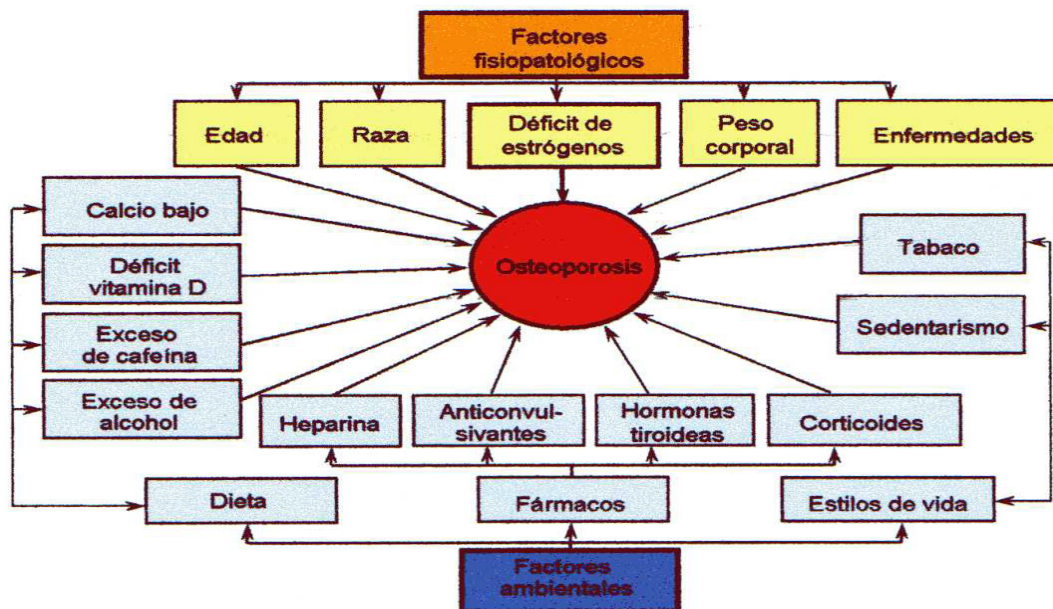 Factores
fisiopatológicos
Edad
Raza
Déficit de
estrógenos
Peso
corporal
Enfermedades
Calcio bajo
Déficit
vitamina D
Exceso
de cafeína
Exceso de
alcohol
Osteoporosis
Tabaco
Sedentarismo
Heparina
Anticonvul-
sivantes
Hormonas
tiroideas
Corticoides
Dieta
Fármacos
Estilos de vida
Factores
ambientales